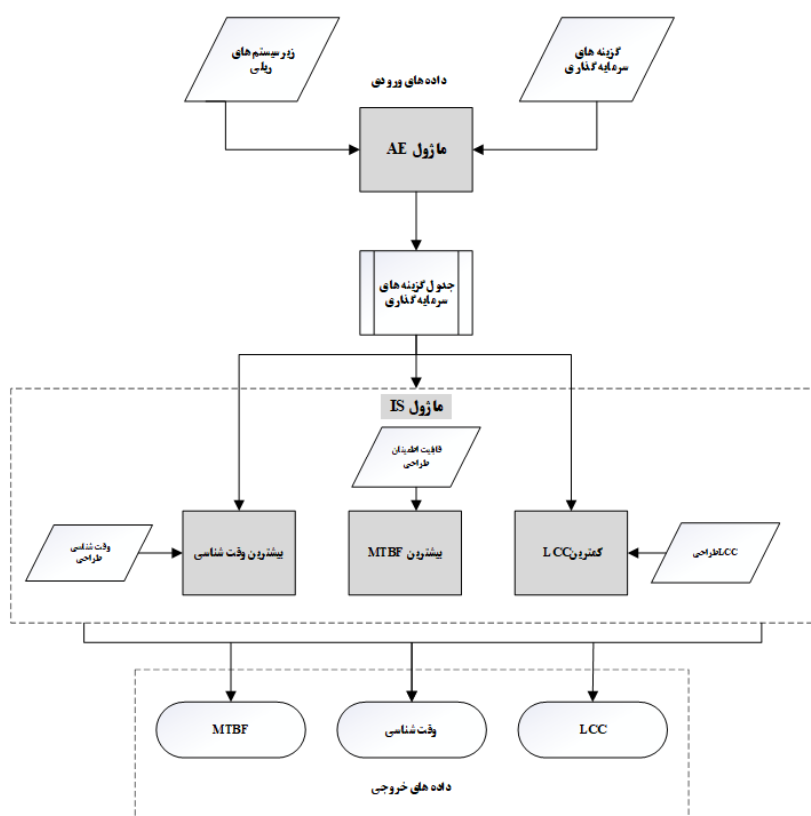 گزینه های
سرمایه گذاری
زیرسیستم های
ریلی
داده های ورودی
ماژول AE
جدول گزینه های
سرمایه گذاری
ماژول IS
قابلیت اطمینان
طراحی
وقت شناسی
طراحی
بیشترین وقت شناسی
بیشترین MTBF
کمترینLCC
LCCطراحی
MTBF
وقت شناسی
LCC
داده های خروجی